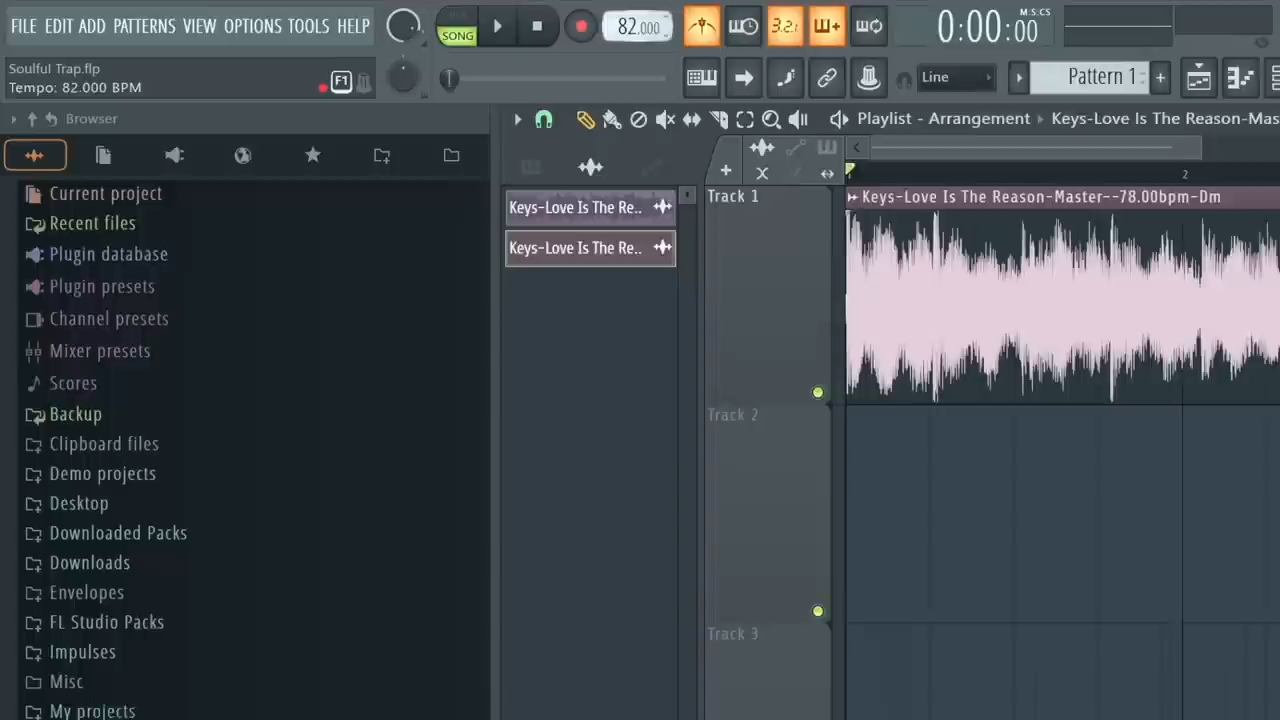 FILE EDIT ADD PATTERNS VIEW OPTIONS TOOLS HELP
SONG
82.000
3.2.
0:00:00
M:S:CS
Soulful Trap.flp
Tempo: 82.000 BPM
F1
Line
Pattern 1
Browser
Playlist - Arrangement
Keys-Love Is The Reason-Mas
2
Current project
Recent files
Plugin database
Plugin presets
Channel presets
Mixer presets
Scores
Backup
Clipboard files
Demo projects
Desktop
Downloaded Packs
Downloads
Envelopes
FL Studio Packs
Impulses
Misc
My projects
Keys-Love Is The Re..
Keys-Love Is The Re..
Track 1
Keys-Love Is The Reason-Master--78.00bpm-Dm
Track 2
Track 3